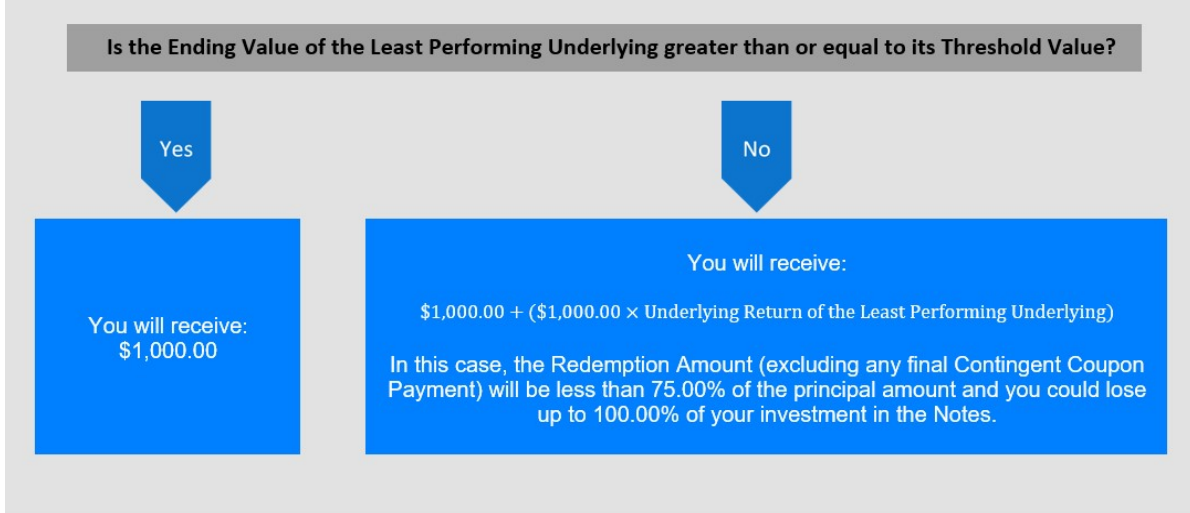 Is the Ending Value of the Least Performing Underlying greater than or equal to its Threshold Value?
Yes
No
You will receive:
$1,000.00
You will receive:
$1,000.00 + ($1,000.00 × Underlying Return of the Least Performing Underlying)
In this case, the Redemption Amount (excluding any final Contingent Coupon
Payment) will be less than 75.00% of the principal amount and you could lose
up to 100.00% of your investment in the Notes.